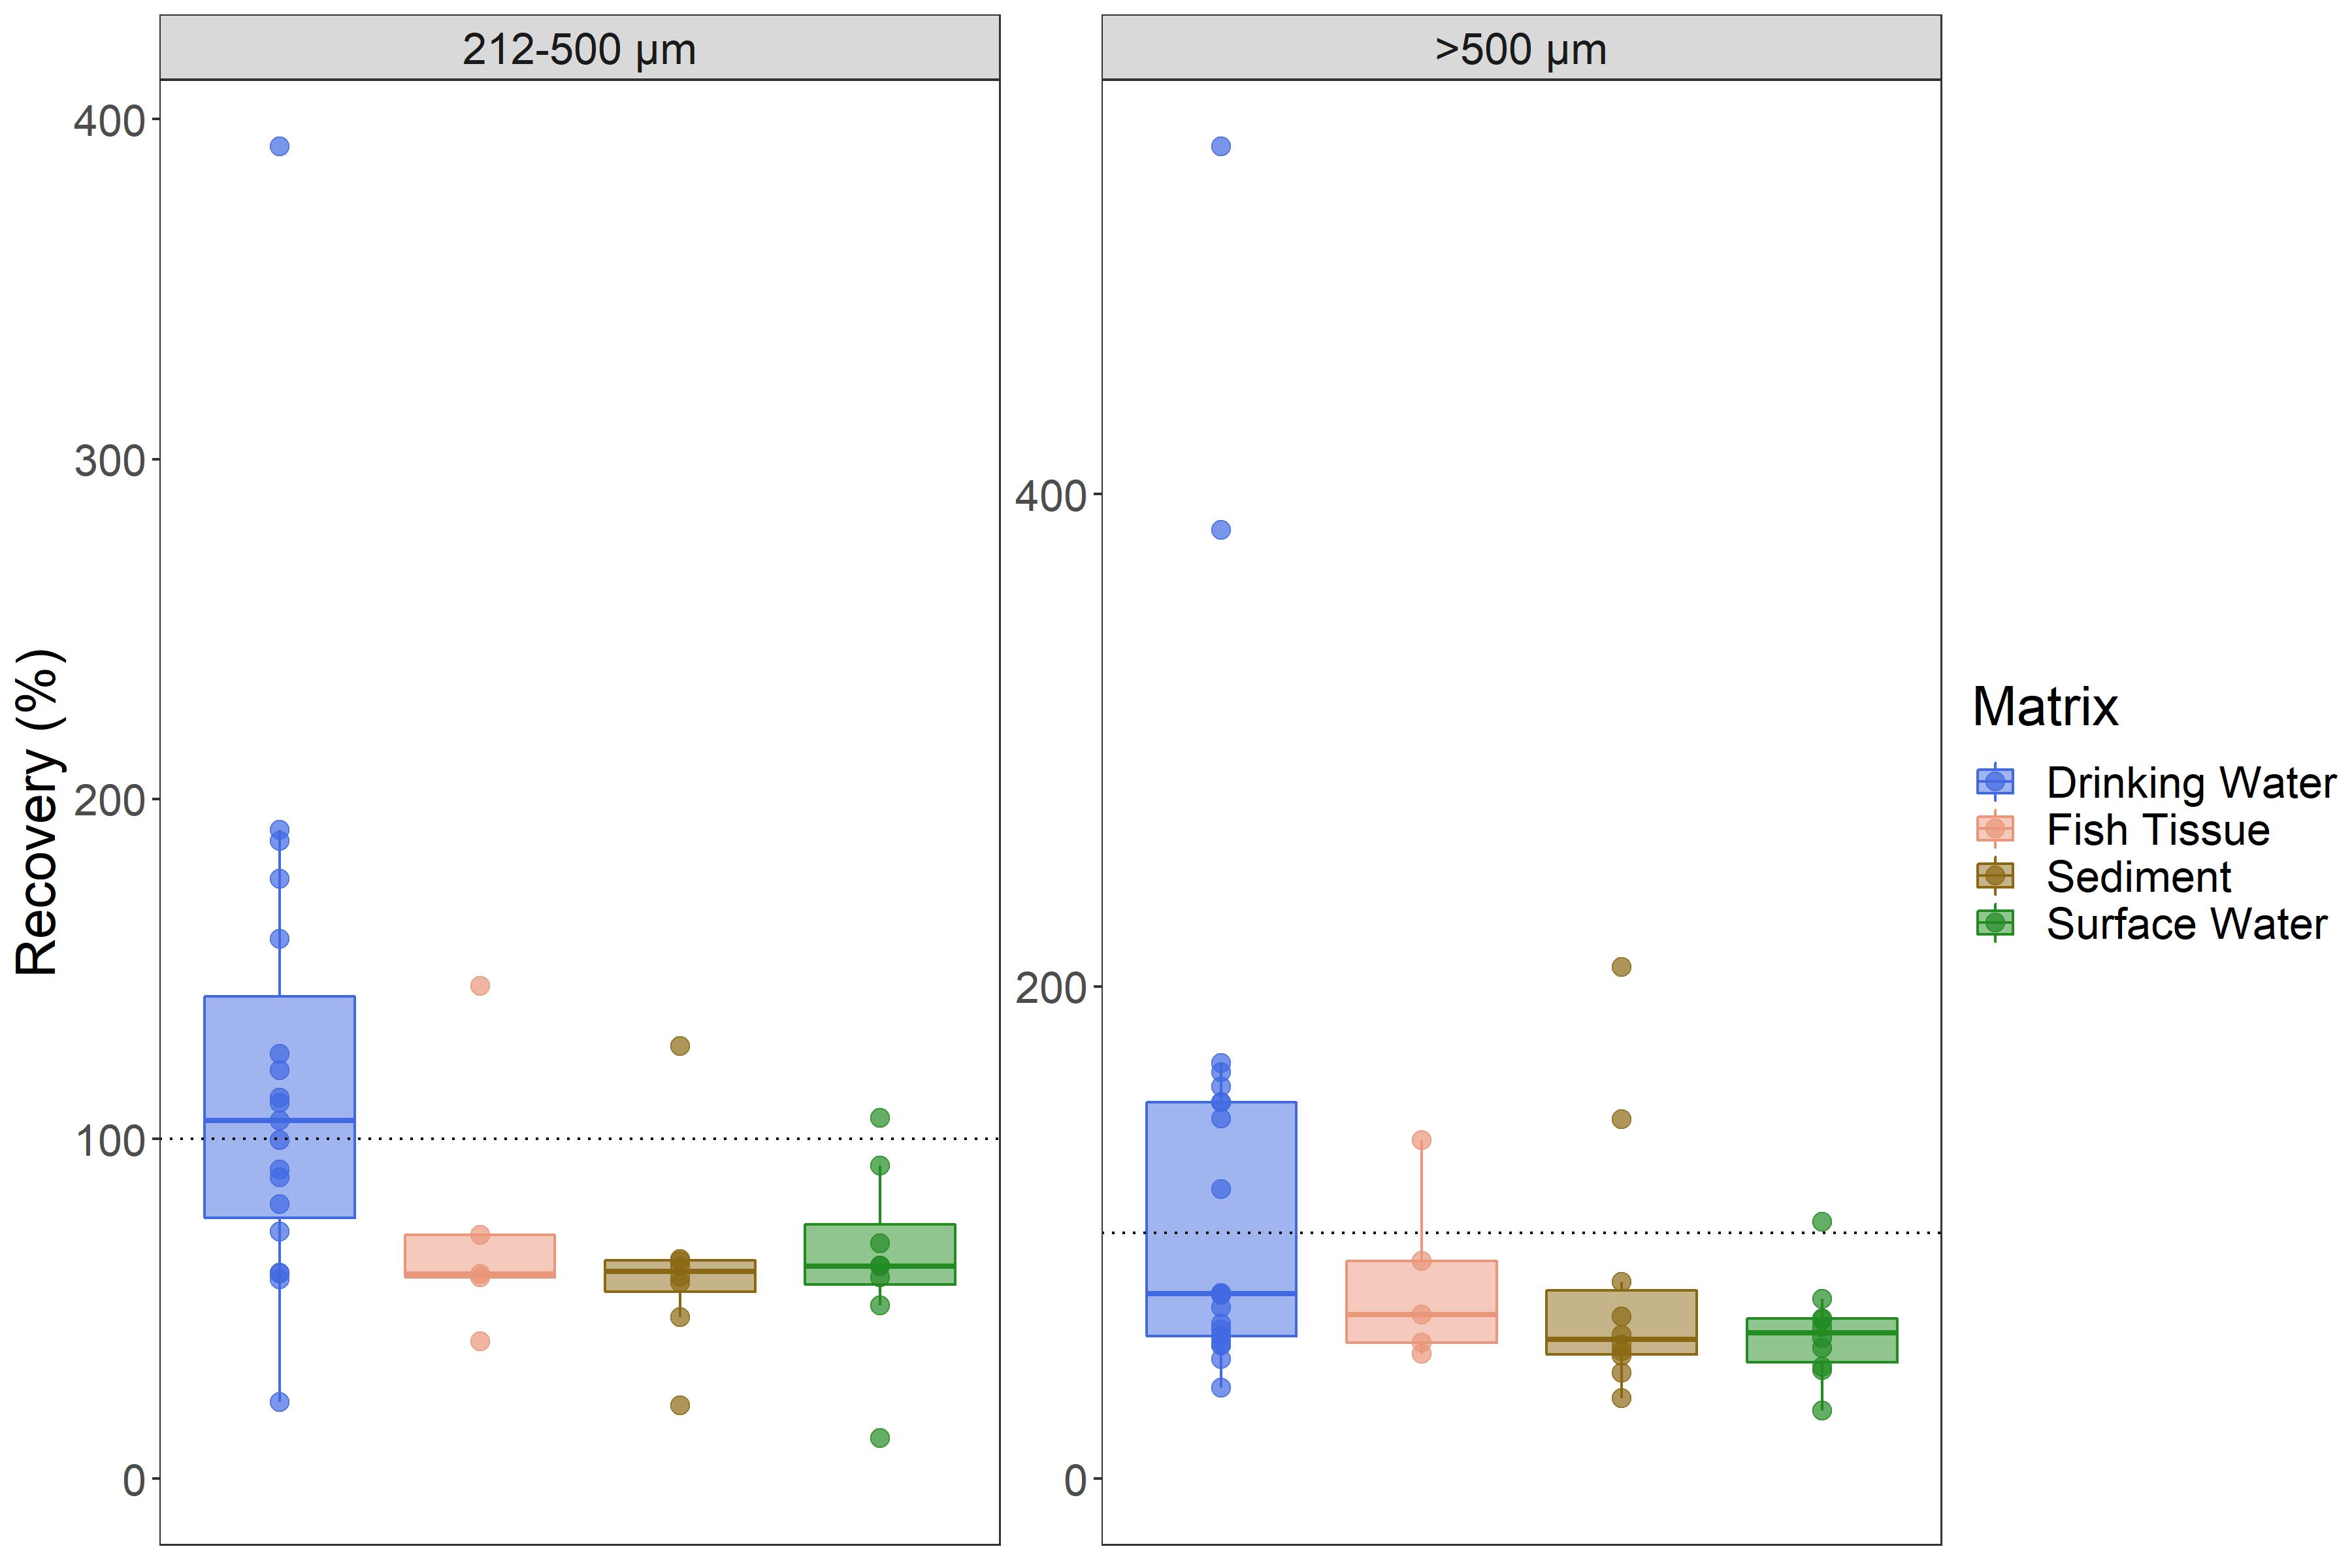 212-500 µm
>500 µm
Recovery (%)
400
300
200
100
0
400
200
0
Matrix
Drinking Water
Fish Tissue
Sediment
Surface Water